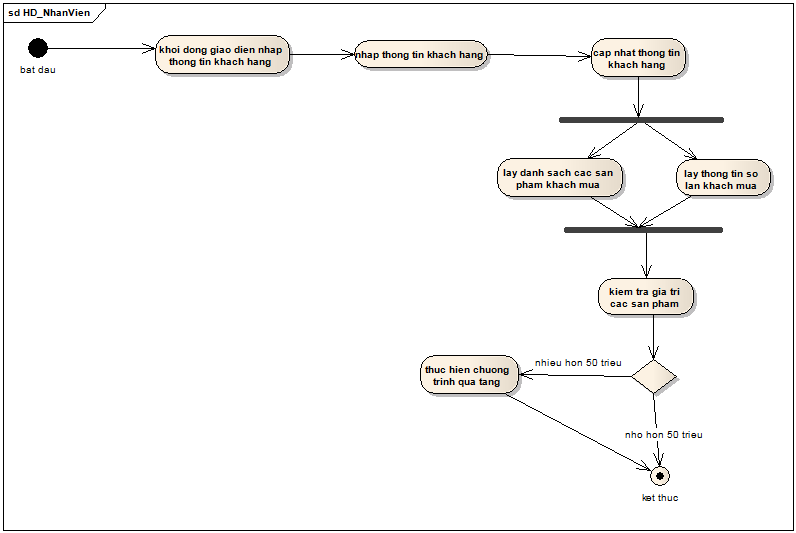 sd HD_NhanVien
bat dau
khoi dong giao dien nhap
thong tin khach hang
nhap thong tin khach hang
cap nhat thong tin
khach hang
lay danh sach cac san
pham khach mua
lay thong tin so
lan khach mua
kiem tra gia tri
cac san pham
nhieu hon 50 trieu
thuc hien chuong
trinh qua tang
nho hon 50 trieu
ket thuc